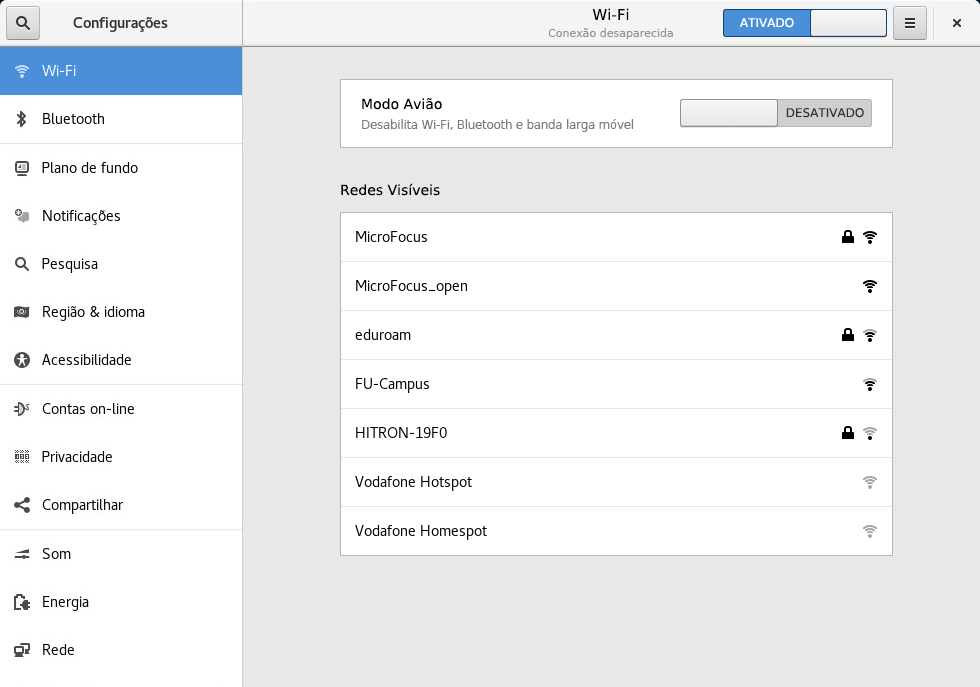 Configurações
Wi-Fi
Conexão desaparecida
ATIVADO
Wi-Fi
Bluetooth
Plano de fundo
Notificações
Pesquisa
Região & idioma
Acessibilidade
Contas on-line
Privacidade
Compartilhar
Som
Energia
Rede
Modo Avião
Desabilita Wi-Fi, Bluetooth e banda larga móvel
DESATIVADO
Redes Visíveis
MicroFocus
MicroFocus_open
eduroam
FU-Campus
HITRON-19F0
Vodafone Hotspot
Vodafone Homespot